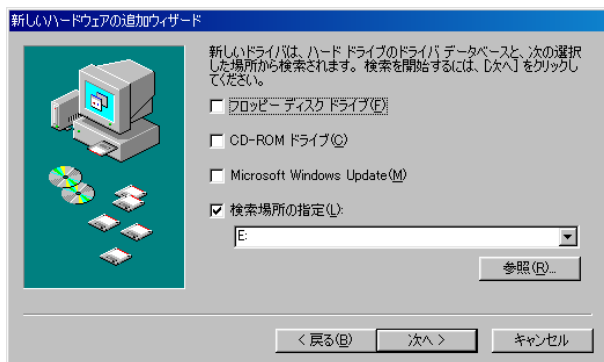 新しいハードウェアの追加ウィザード
新しいドライバは、ハード ドライブのドライバ データベースと、次の選択
した場所から検索されます。検索を開始するには、[次へ] をクリックし
てください。
フロッピー ディスク ドライブ(F)
CD-ROM ドライブ(C)
Microsoft Windows Update(M)
検索場所の指定(L):
E:
参照(R)...
< 戻る(B)
次へ >
キャンセル